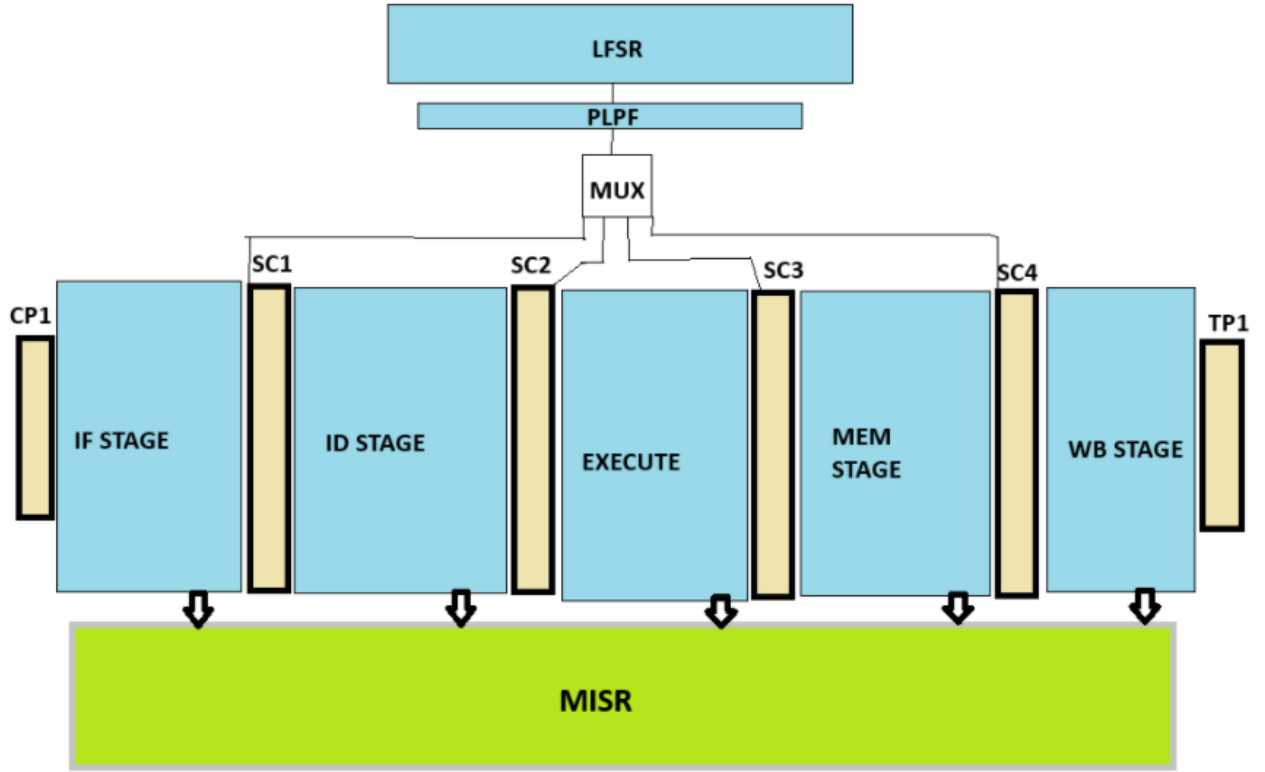 LFSR
PLPF
MUX
SC1
SC2
SC3
SC4
CP1
TP1
IF STAGE
ID STAGE
EXECUTE
MEM
STAGE
WB STAGE
MISR